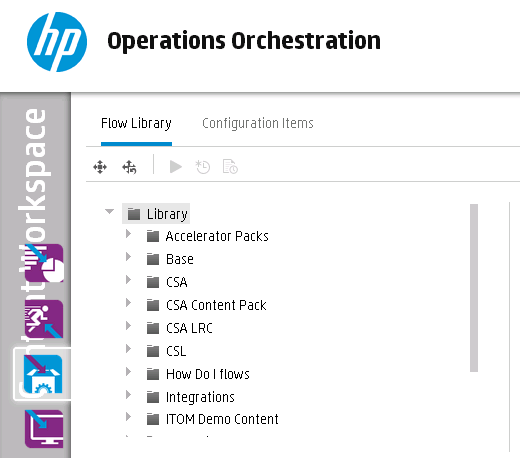 hp
Operations Orchestration
Flow Library
Configuration Items
Library
Accelerator Packs
Base
CSA
CSA Content Pack
CSA LRC
CSL
How Do I flows
Integrations
ITOM Demo Content